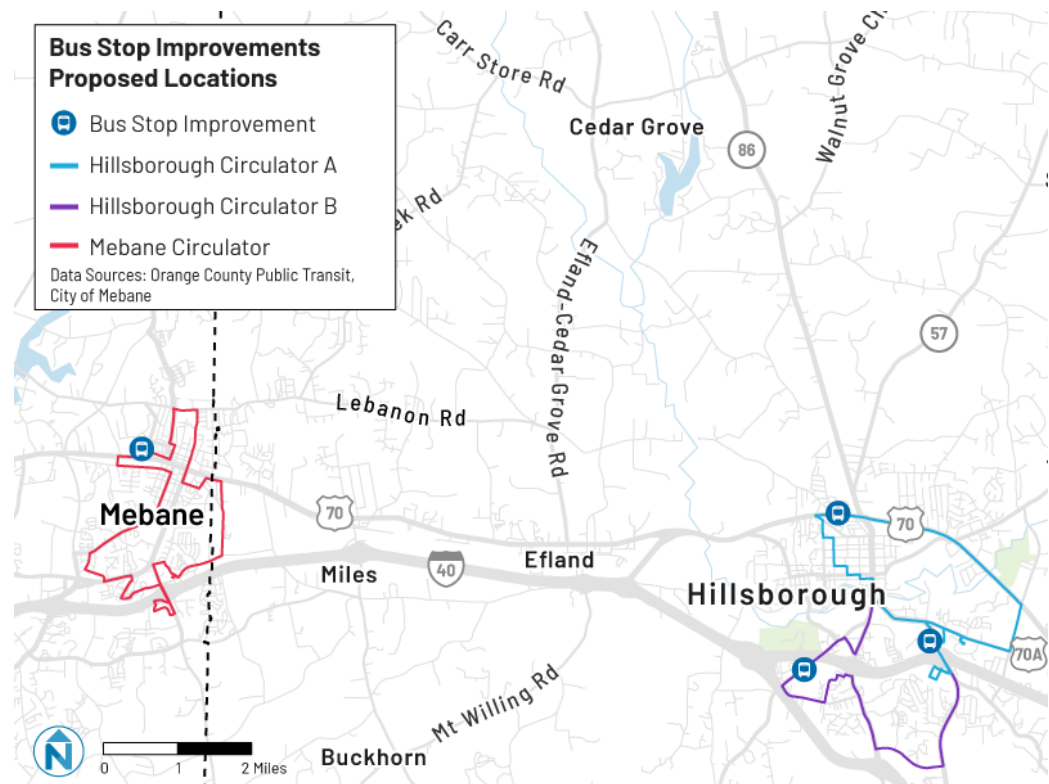 Bus Stop Improvements
Proposed Locations
Bus Stop Improvement
Hillsborough Circulator A
Hillsborough Circulator B
Mebane Circulator
Data Sources: Orange County Public Transit,
City of Mebane
Carr Store Rd
Cedar Grove
86
Walnut Grove
ek Rd
Efland-Cedar Grove Rd
57
Lebanon Rd
Mebane
70
Miles
40
Efland
70
Hillsborough
70A
Mt Willing Rd
Buckhorn
N
0 1 2 Miles